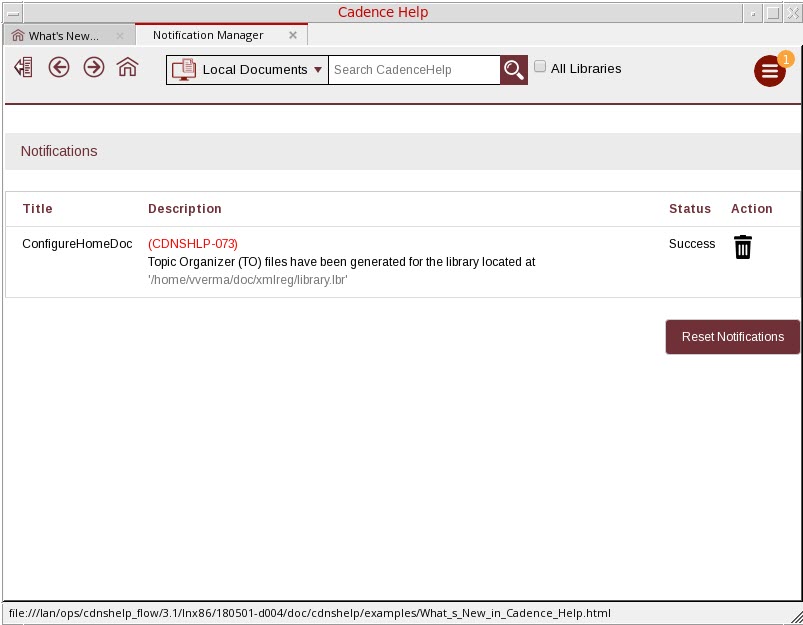 Cadence Help
What's New...
Notification Manager
Local Documents
Search CadenceHelp
All Libraries
1
Notifications
Title Description Status Action
ConfigureHomeDoc (CDNSHLP-073) Success
Topic Organizer (TO) files have been generated for the library located at
'/home/vverma/doc/xmlreg/library.lbr'
Reset Notifications
file:///lan/ops/cdnshelp_flow/3.1/lnx86/180501-d004/doc/cdnshelp/examples/What_s_New_in_Cadence_Help.html